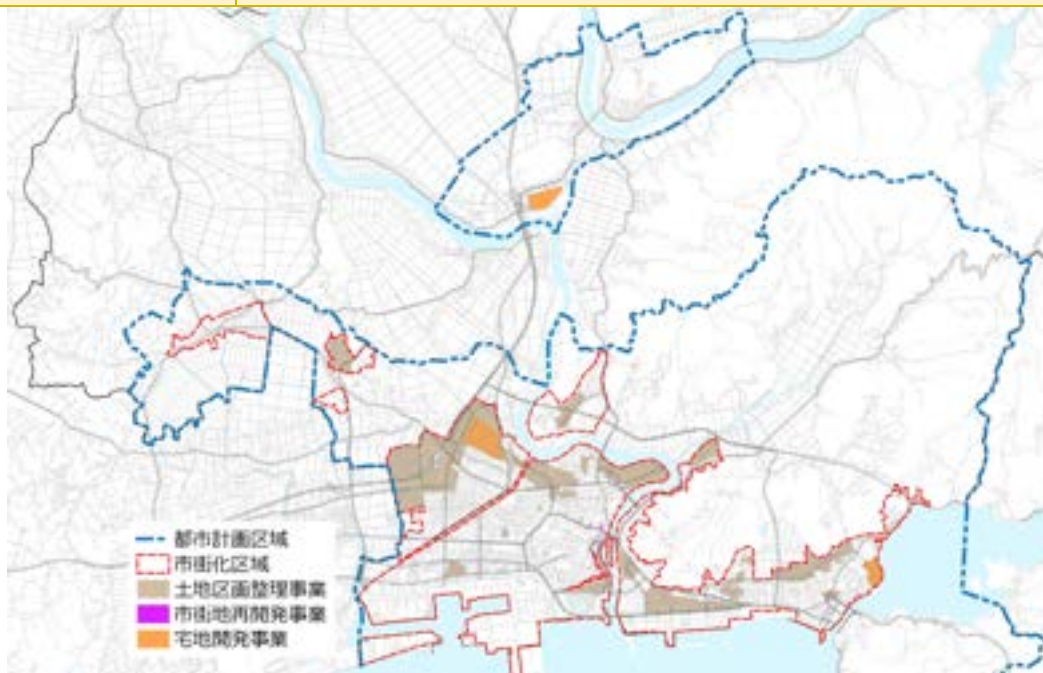 都市計画区域
市街化区域
土地区画整理事業
市街地再開発事業
宅地開発事業